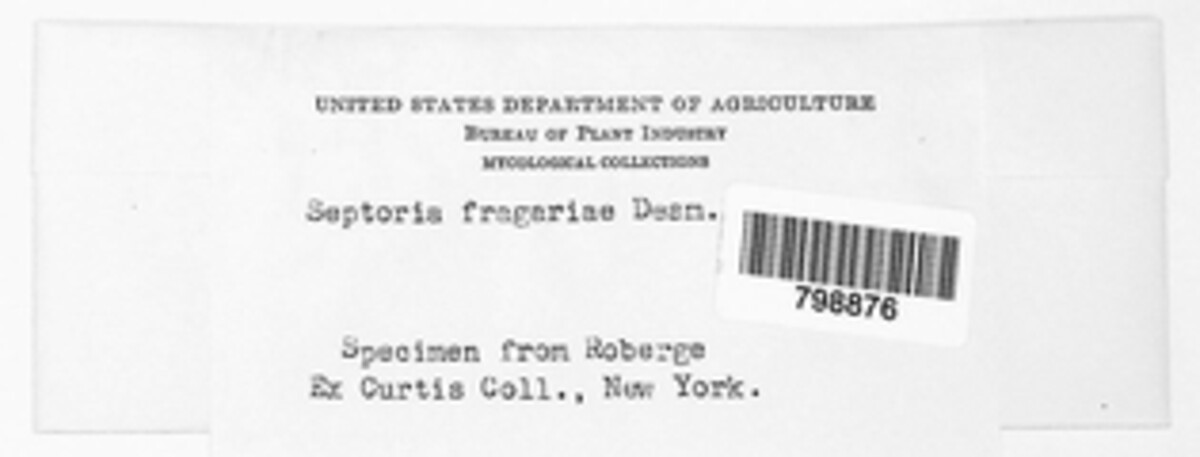 UNITED STATES DEPARTMENT OF AGRICULTURE
BUREAU OF PLANT INDUSTRY
MYCOLOGICAL COLLECTIONS
Septoria fragariae Desm.
798876
Specimen from Roberge
Ex Curtis Coll., New York.